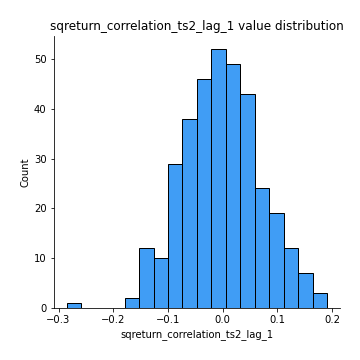 sqreturn_correlation_ts2_lag_1 value distribution
Count
50
40
30
20
10
0
−0.3 −0.2 −0.1 0.0 0.1 0.2
sqreturn_correlation_ts2_lag_1